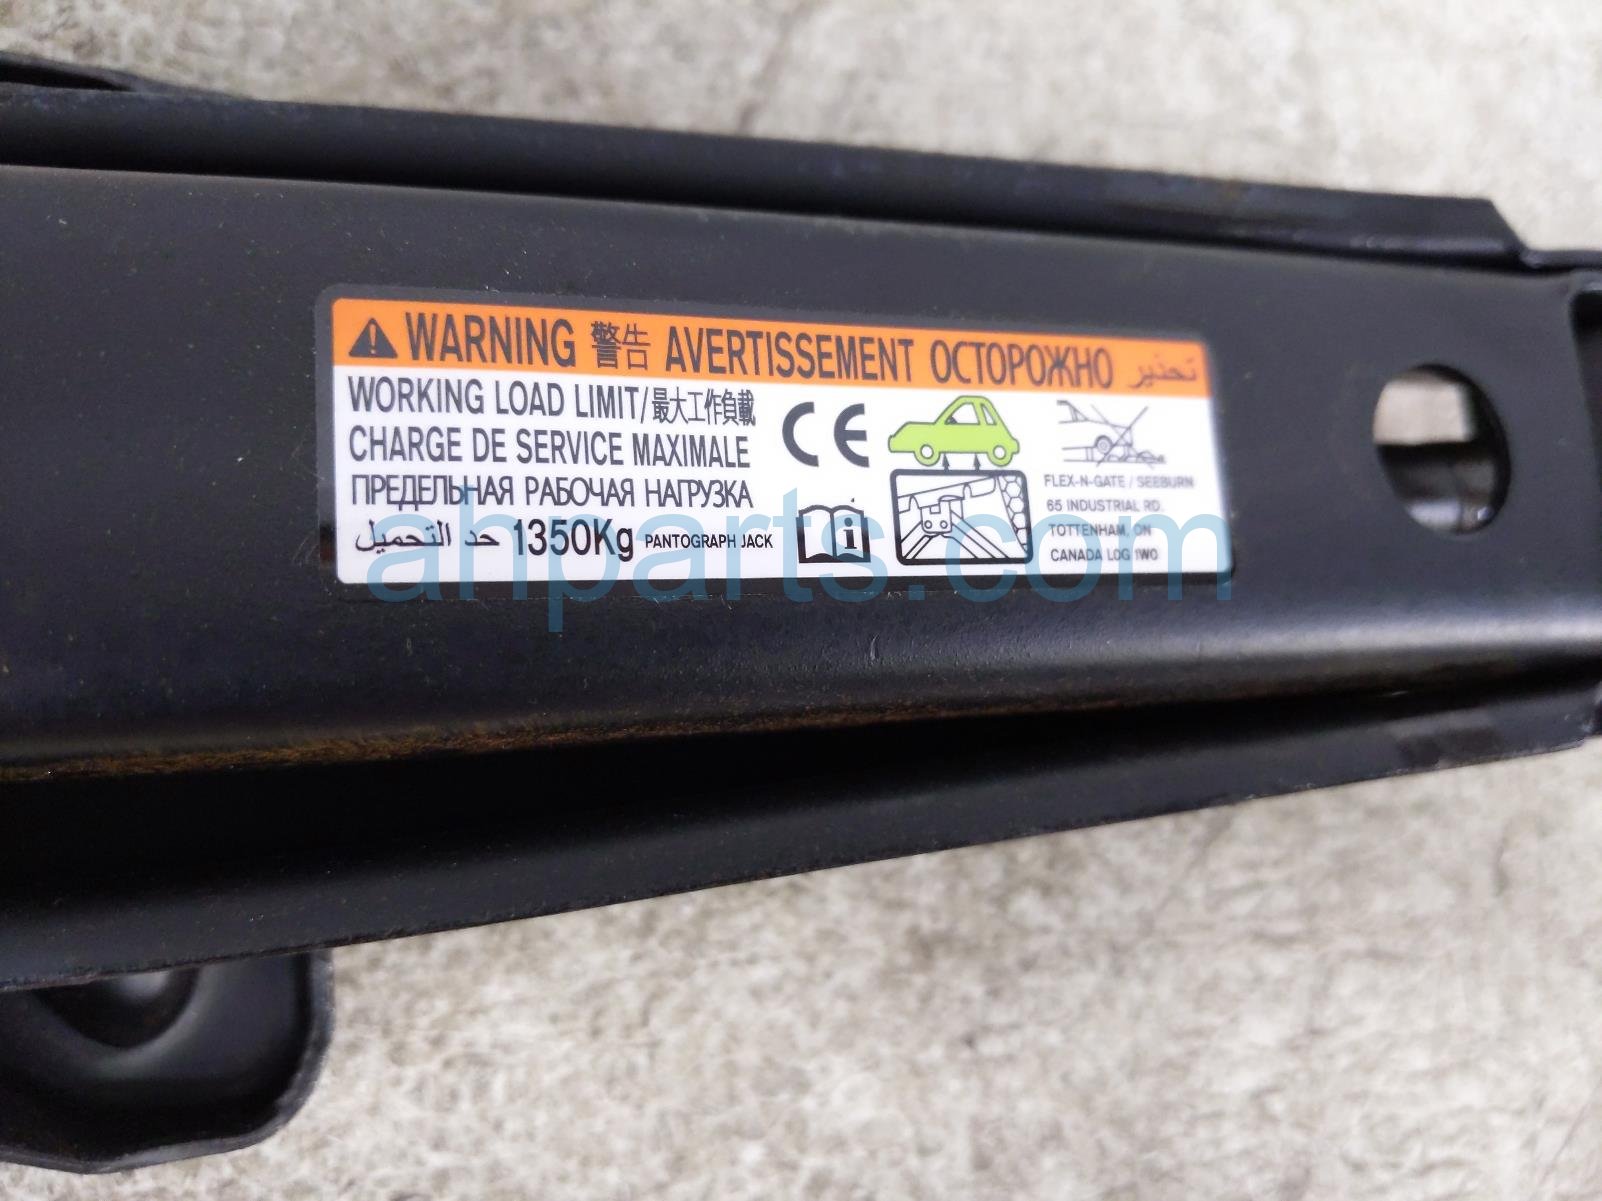 WARNING 警告 AVERTISSEMENT ОСТОРОЖНО تحذير
WORKING LOAD LIMIT/最大工作負載
CHARGE DE SERVICE MAXIMALE
ПРЕДЕЛЬНАЯ РАБОЧАЯ НАГРУЗКА
حد التحميل 1350Kg PANTOGRAPH JACK
CE
i
FLEX-N-GATE / SEEBURN
65 INDUSTRIAL RD.
TOTTENHAM, ON
CANADA L0G 1W0
ahparts.com